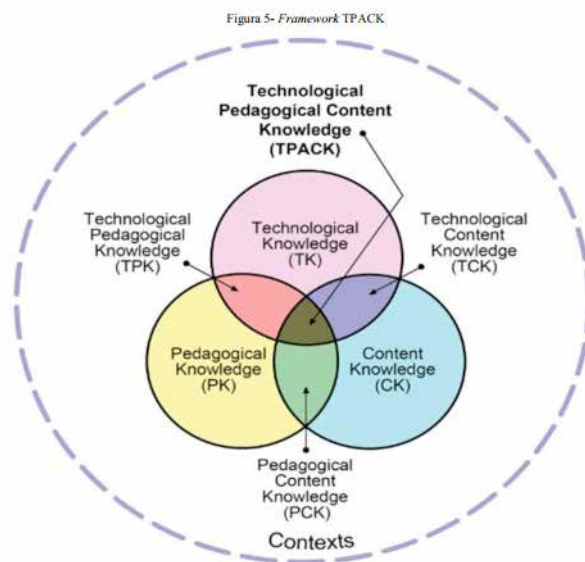 Figura 5- Framework TPACK
Technological
Pedagogical Content
Knowledge
(TPACK)
Technological
Pedagogical
Knowledge
(TPK)
Technological
Knowledge
(TK)
Technological
Content
Knowledge
(TCK)
Pedagogical
Knowledge
(PK)
Content
Knowledge
(CK)
Pedagogical
Content
Knowledge
(PCK)
Contexts